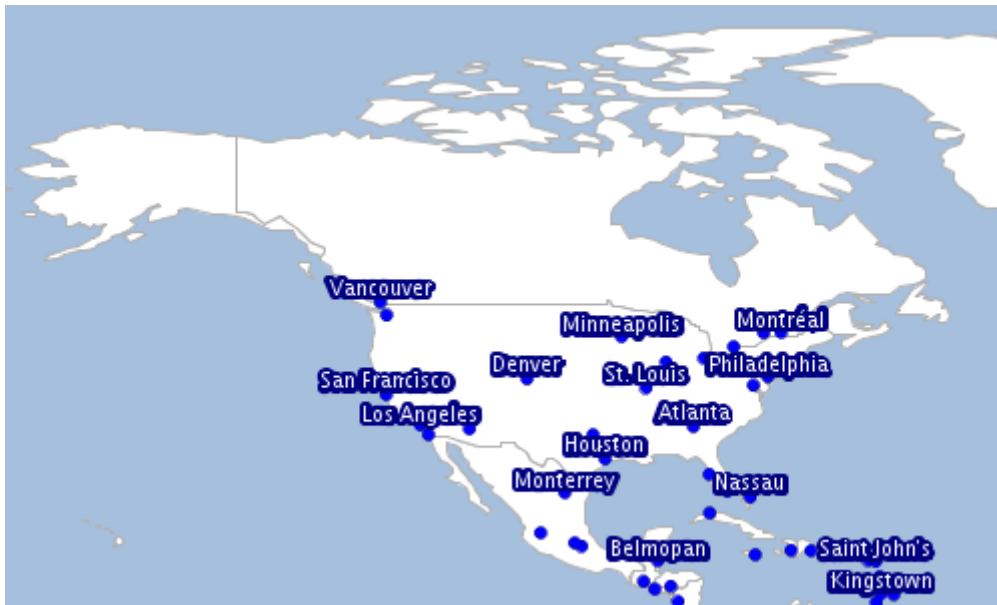 Vancouver
Minneapolis
Montréal
Denver
Philadelphia
St. Louis
San Francisco
Los Angeles
Atlanta
Houston
Monterrey
Nassau
Belmopan
Saint John's
Kingstown